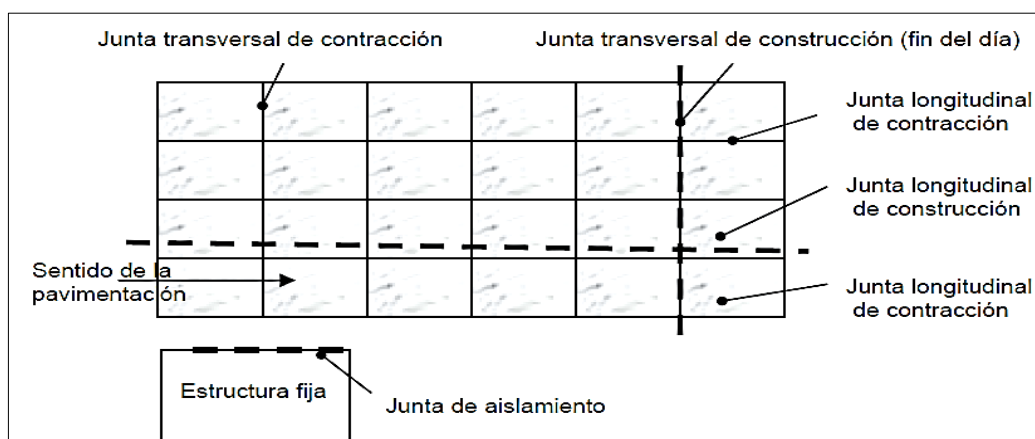 Junta transversal de contracción
Junta transversal de construcción (fin del día)
Junta longitudinal
de contracción
Junta longitudinal
de construcción
Sentido de la
pavimentación
Junta longitudinal
de contracción
Estructura fija
Junta de aislamiento